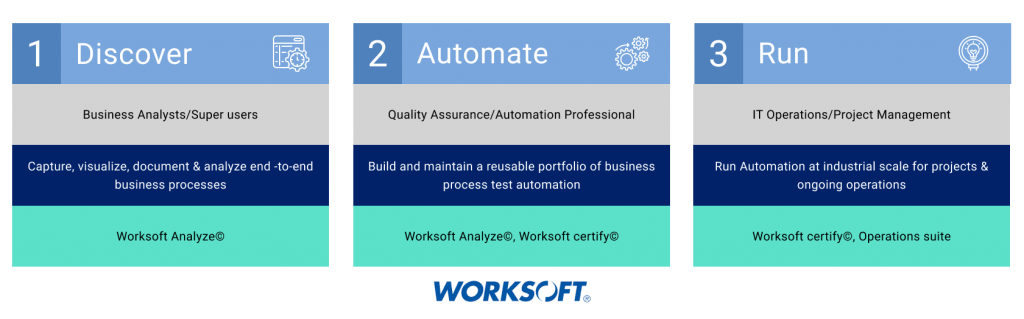 1 Discover
Business Analysts/Super users
Capture, visualize, document & analyze end -to-end
business processes
Worksoft Analyze©
2 Automate
Quality Assurance/Automation Professional
Build and maintain a reusable portfolio of business
process test automation
Worksoft Analyze©, Worksoft certify©
3 Run
IT Operations/Project Management
Run Automation at industrial scale for projects &
ongoing operations
Worksoft certify©, Operations suite
WORKSOFT®